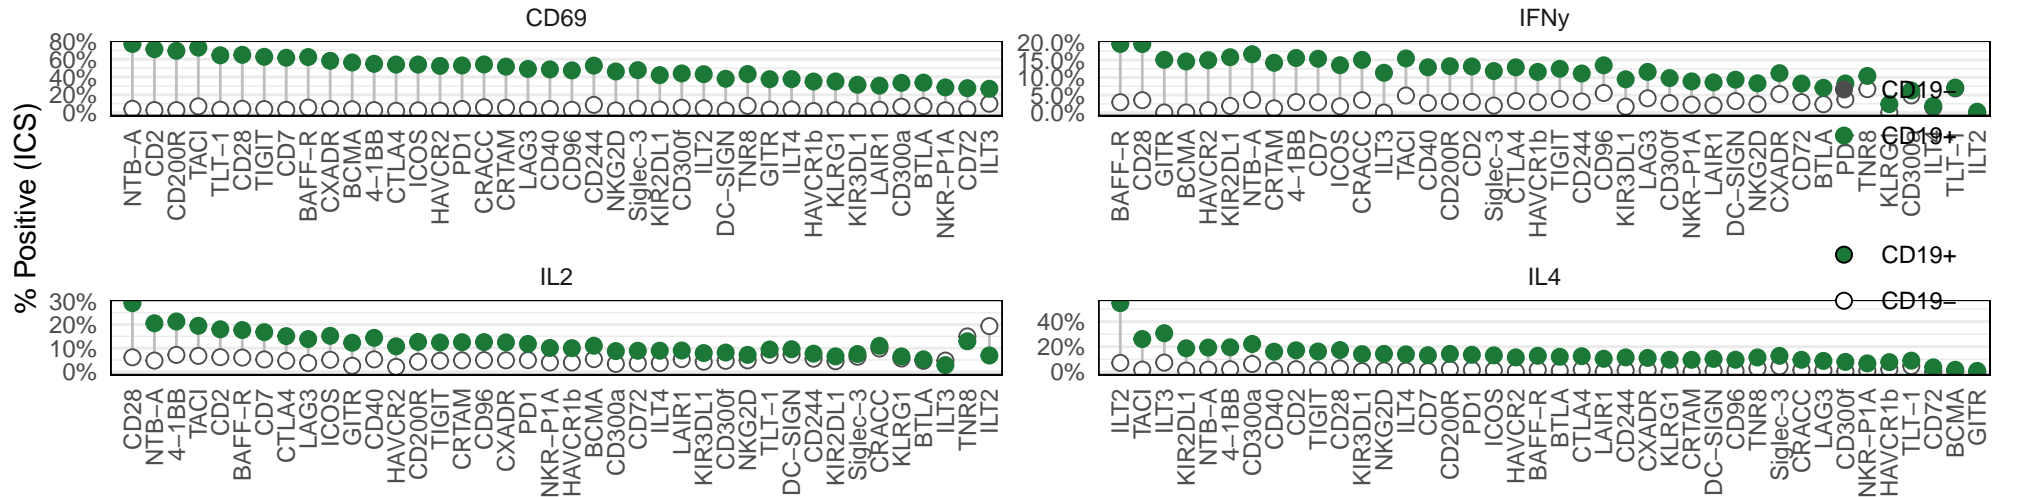 CD69
IFNy
% Positive (ICS)
80%
60%
40%
20%
0%
NTB−A
CD2
CD200R
TACI
TLT−1
CD28
TIGIT
CD7
BAFF−R
CXADR
BCMA
4−1BB
CTLA4
ICOS
HAVCR2
PD1
CRACC
CRTAM
LAG3
CD40
CD96
CD244
NKG2D
Siglec−3
KIR2DL1
CD300f
ILT2
DC−SIGN
TNR8
GITR
ILT4
HAVCR1b
KLRG1
KIR3DL1
LAIR1
CD300a
BTLA
NKR−P1A
CD72
ILT3
20.0%
15.0%
10.0%
5.0%
0.0%
BAFF−R
CD28
GITR
BCMA
HAVCR2
KIR2DL1
NTB−A
CRTAM
4−1BB
CD7
ICOS
CRACC
ILT3
TACI
CD40
CD200R
CD2
Siglec−3
CTLA4
HAVCR1b
TIGIT
CD244
CD96
KIR3DL1
LAG3
CD300f
NKR−P1A
LAIR1
DC−SIGN
NKG2D
CXADR
CD72
BTLA
PD1
TNR8
KLRG1
CD300a
ILT4
TLT−1
ILT2
CD19−
CD19+
CD19+
CD19−
IL2
IL4
30%
20%
10%
0%
CD28
NTB−A
4−1BB
TACI
CD2
BAFF−R
CD7
CTLA4
LAG3
ICOS
GITR
CD40
HAVCR2
CD200R
TIGIT
CRTAM
CD96
CXADR
PD1
NKR−P1A
HAVCR1b
BCMA
CD300a
CD72
ILT4
LAIR1
KIR3DL1
CD300f
NKG2D
TLT−1
DC−SIGN
CD244
KIR2DL1
Siglec−3
CRACC
KLRG1
BTLA
ILT3
TNR8
ILT2
40%
20%
0%
ILT2
TACI
ILT3
KIR2DL1
NTB−A
4−1BB
CD300a
CD40
CD2
TIGIT
CD28
KIR3DL1
NKG2D
ILT4
CD7
CD200R
PD1
ICOS
HAVCR2
BAFF−R
BTLA
CTLA4
LAIR1
CD244
CXADR
KLRG1
CRTAM
DC−SIGN
CD96
TNR8
Siglec−3
CRACC
LAG3
CD300f
NKR−P1A
HAVCR1b
TLT−1
CD72
BCMA
GITR